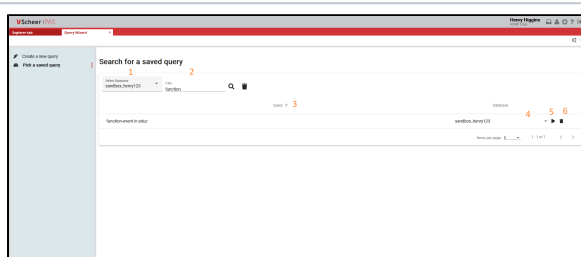 Scheer PAS
Henry Higgins
Explorer tab
Query Wizard
Create a new query
Pick a saved query
Search for a saved query
1
2
Select Database
sandbox_henry123
Filter
function
Query
3
Database
4
5
6
function-event in educ
sandbox_henry123
Items per page
5
1 - 1 of 1